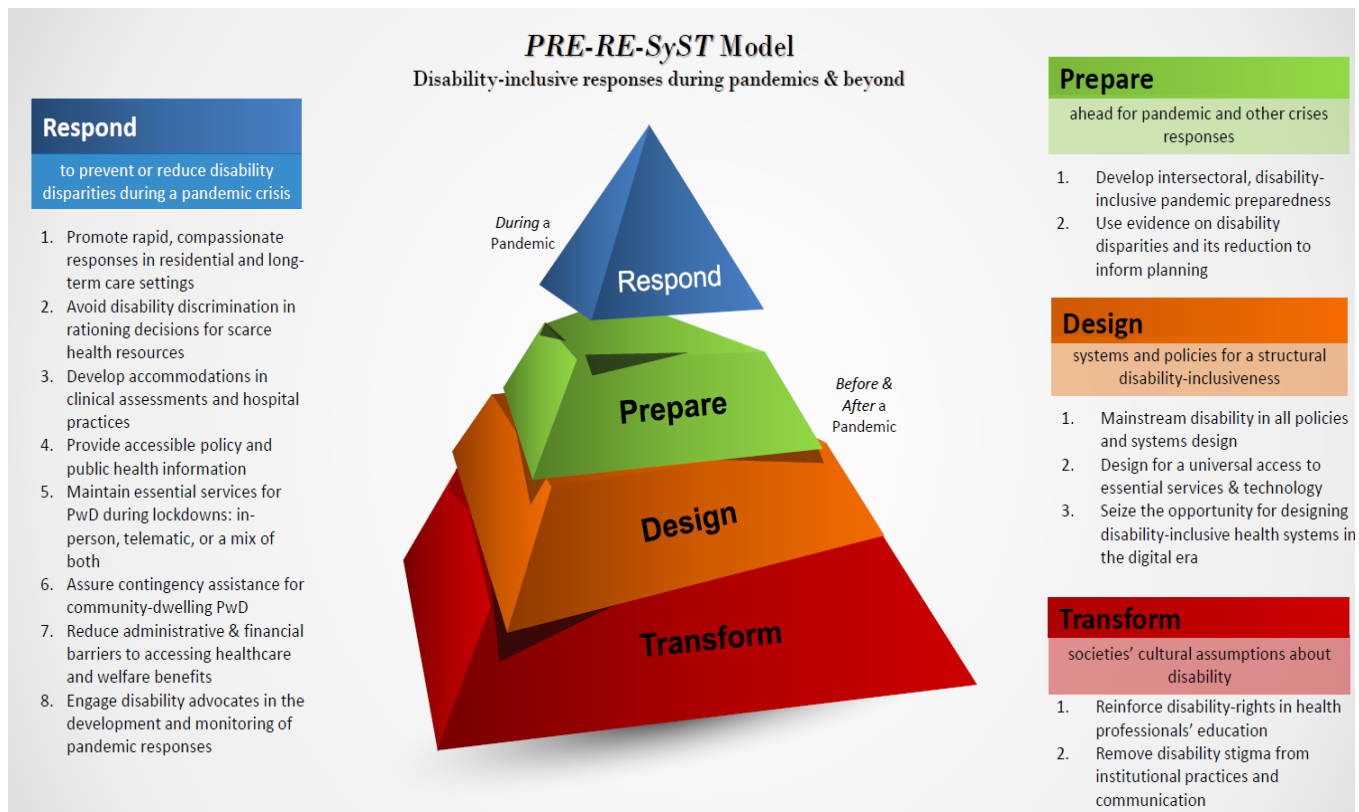 PRE-RE-SyST Model
Disability-inclusive responses during pandemics & beyond
Respond
to prevent or reduce disability
disparities during a pandemic crisis
1. Promote rapid, compassionate
responses in residential and long-
term care settings
2. Avoid disability discrimination in
rationing decisions for scarce
health resources
3. Develop accommodations in
clinical assessments and hospital
practices
4. Provide accessible policy and
public health information
5. Maintain essential services for
PwD during lockdowns: in-
person, telematic, or a mix of
both
6. Assure contingency assistance for
community-dwelling PwD
7. Reduce administrative & financial
barriers to accessing healthcare
and welfare benefits
8. Engage disability advocates in the
development and monitoring of
pandemic responses
During a
Pandemic
Respond
Prepare
Before &
After a
Pandemic
Design
Transform
Prepare
ahead for pandemic and other crises
responses
1. Develop intersectoral, disability-
inclusive pandemic preparedness
2. Use evidence on disability
disparities and its reduction to
inform planning
Design
systems and policies for a structural
disability-inclusiveness
1. Mainstream disability in all policies
and systems design
2. Design for a universal access to
essential services & technology
3. Seize the opportunity for designing
disability-inclusive health systems in
the digital era
Transform
societies’ cultural assumptions about
disability
1. Reinforce disability-rights in health
professionals’ education
2. Remove disability stigma from
institutional practices and
communication